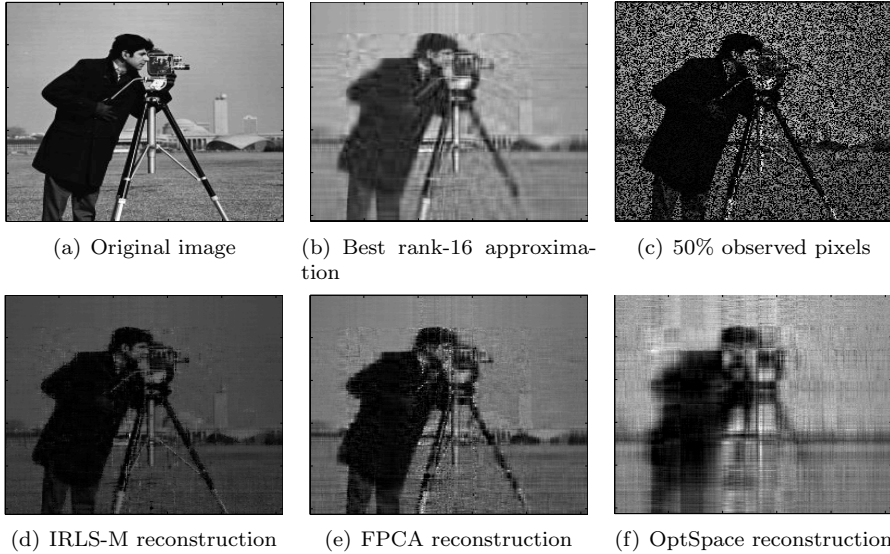 (a) Original image
(b) Best rank-16 approxima-
tion
(c) 50% observed pixels
(d) IRLS-M reconstruction
(e) FPCA reconstruction
(f) OptSpace reconstruction